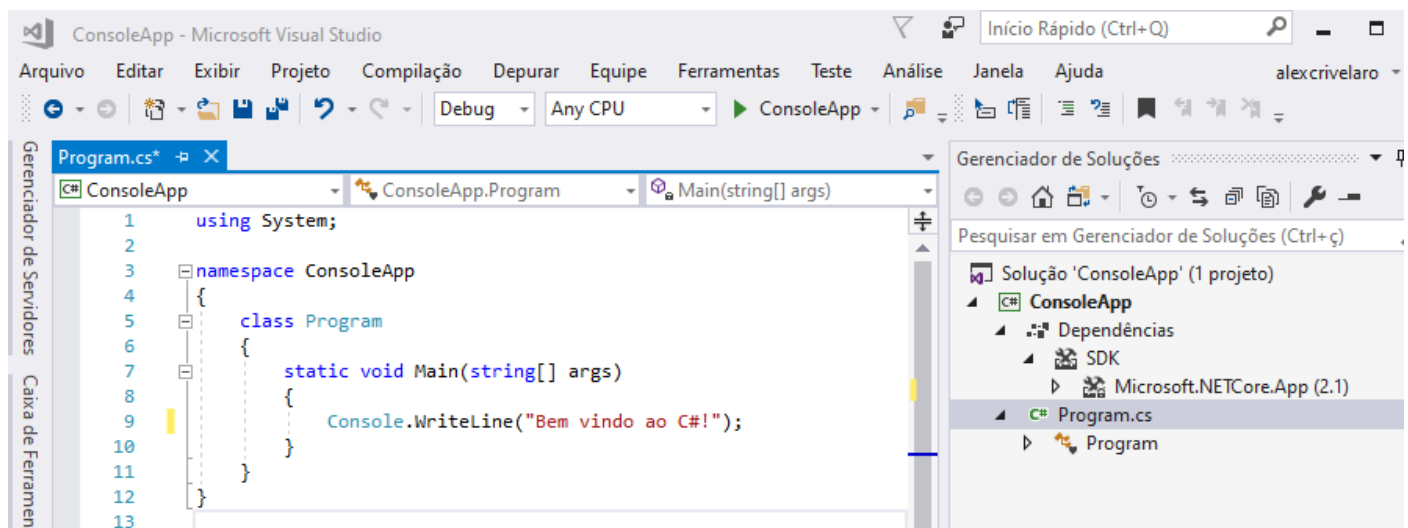 ConsoleApp - Microsoft Visual Studio
Início Rápido (Ctrl+Q)
Arquivo Editar Exibir Projeto Compilação Depurar Equipe Ferramentas Teste Análise Janela Ajuda alexcrivelaro
Debug Any CPU ConsoleApp
Gerenciador de Servidores
Caixa de Ferramen
Program.cs*
C# ConsoleApp ConsoleApp.Program Main(string[] args)
1 using System;
2
3 namespace ConsoleApp
4 {
5 class Program
6 {
7 static void Main(string[] args)
8 {
9 Console.WriteLine("Bem vindo ao C#!");
10 }
11 }
12 }
13
Gerenciador de Soluções
Pesquisar em Gerenciador de Soluções (Ctrl+ç)
Solução 'ConsoleApp' (1 projeto)
C# ConsoleApp
Dependências
SDK
Microsoft.NETCore.App (2.1)
C# Program.cs
Program